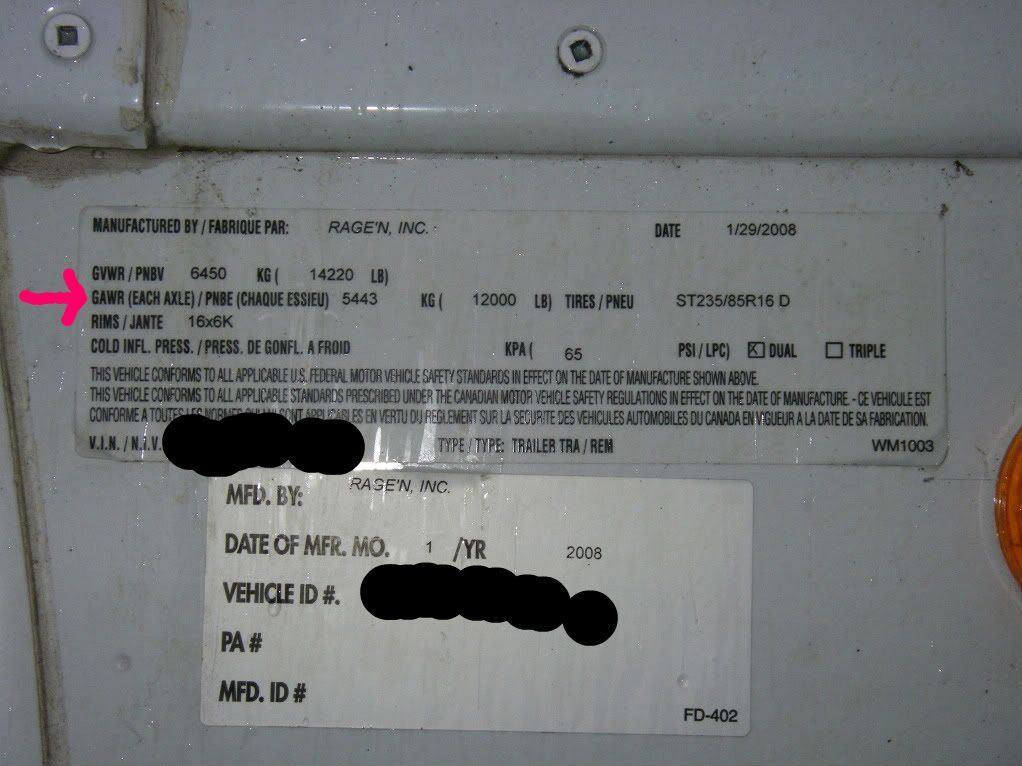 MANUFACTURED BY / FABRIQUE PAR: RAGE'N, INC. DATE 1/29/2008
GVWR / PNBV 6450 KG ( 14220 LB)
GAWR (EACH AXLE) / PNBE (CHAQUE ESSIEU) 5443 KG ( 12000 LB) TIRES / PNEU ST235/85R16 D
RIMS / JANTE 16x6K
COLD INFL. PRESS. / PRESS. DE GONFL. A FROID KPA ( 65 PSI / LPC) ☒ DUAL ☐ TRIPLE
THIS VEHICLE CONFORMS TO ALL APPLICABLE U.S. FEDERAL MOTOR VEHICLE SAFETY STANDARDS IN EFFECT ON THE DATE OF MANUFACTURE SHOWN ABOVE.
THIS VEHICLE CONFORMS TO ALL APPLICABLE STANDARDS PRESCRIBED UNDER THE CANADIAN MOTOR VEHICLE SAFETY REGULATIONS IN EFFECT ON THE DATE OF MANUFACTURE. - CE VEHICULE EST
CONFORME A TOUTES LES NORMES QUI LUI SONT APPLICABLES EN VERTU DU REGLEMENT SUR LA SECURITE DES VEHICULES AUTOMOBILES DU CANADA EN VIGUEUR A LA DATE DE SA FABRICATION.
V.I.N. / N.I.V. TYPE / TYPE: TRAILER TRA / REM WM1003
MFD. BY: RAGE'N, INC.
DATE OF MFR. MO. 1 /YR 2008
VEHICLE ID #.
PA #
MFD. ID #
FD-402